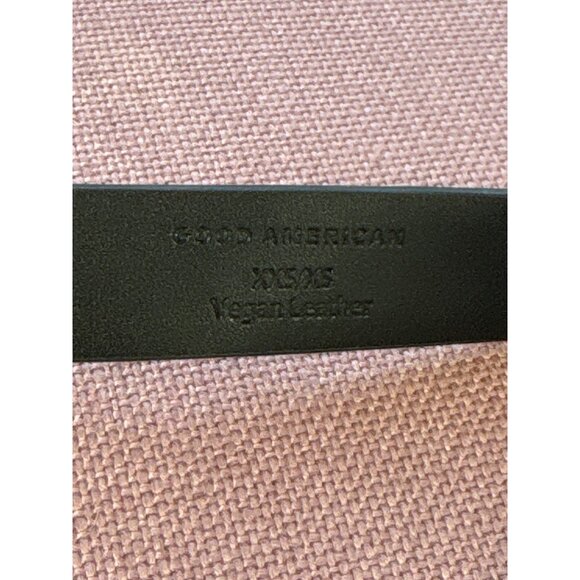 GOOD AMERICAN
XXS/XS
Vegan Leather